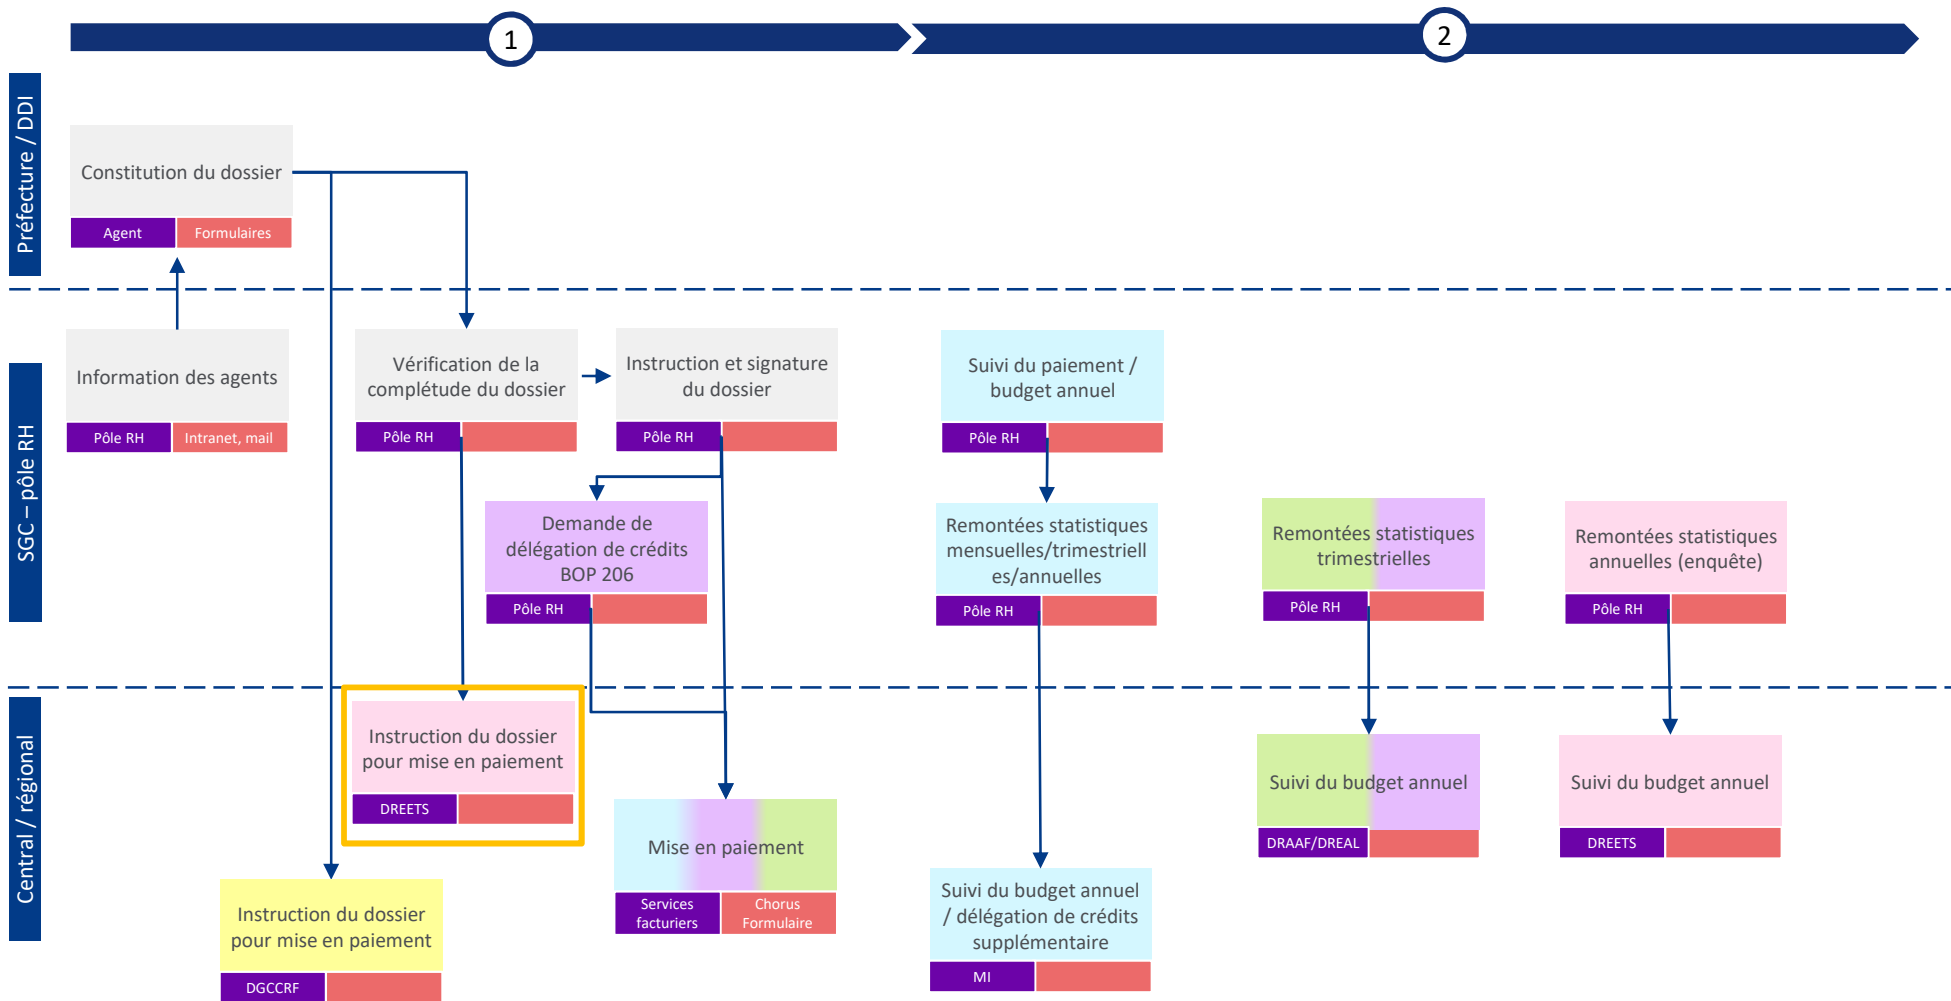 1
2
Préfecture / DDI
Constitution du dossier
Agent
Formulaires
SGC – pôle RH
Information des agents
Pôle RH
Intranet, mail
Vérification de la
complétude du dossier
Pôle RH
Instruction et signature
du dossier
Pôle RH
Suivi du paiement /
budget annuel
Pôle RH
Demande de
délégation de crédits
BOP 206
Pôle RH
Remontées statistiques
mensuelles/trimestriell
es/annuelles
Pôle RH
Remontées statistiques
trimestrielles
Pôle RH
Remontées statistiques
annuelles (enquête)
Pôle RH
Central / régional
Instruction du dossier
pour mise en paiement
DREETS
Mise en paiement
Services
facturiers
Chorus
Formulaire
Suivi du budget annuel
DRAAF/DREAL
Suivi du budget annuel
DREETS
Instruction du dossier
pour mise en paiement
DGCCRF
Suivi du budget annuel
/ délégation de crédits
supplémentaire
MI